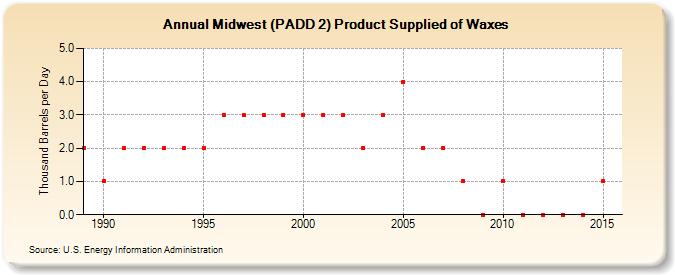 Annual Midwest (PADD 2) Product Supplied of Waxes
Thousand Barrels per Day
5.0
4.0
3.0
2.0
1.0
0.0
1990 1995 2000 2005 2010 2015
Source: U.S. Energy Information Administration